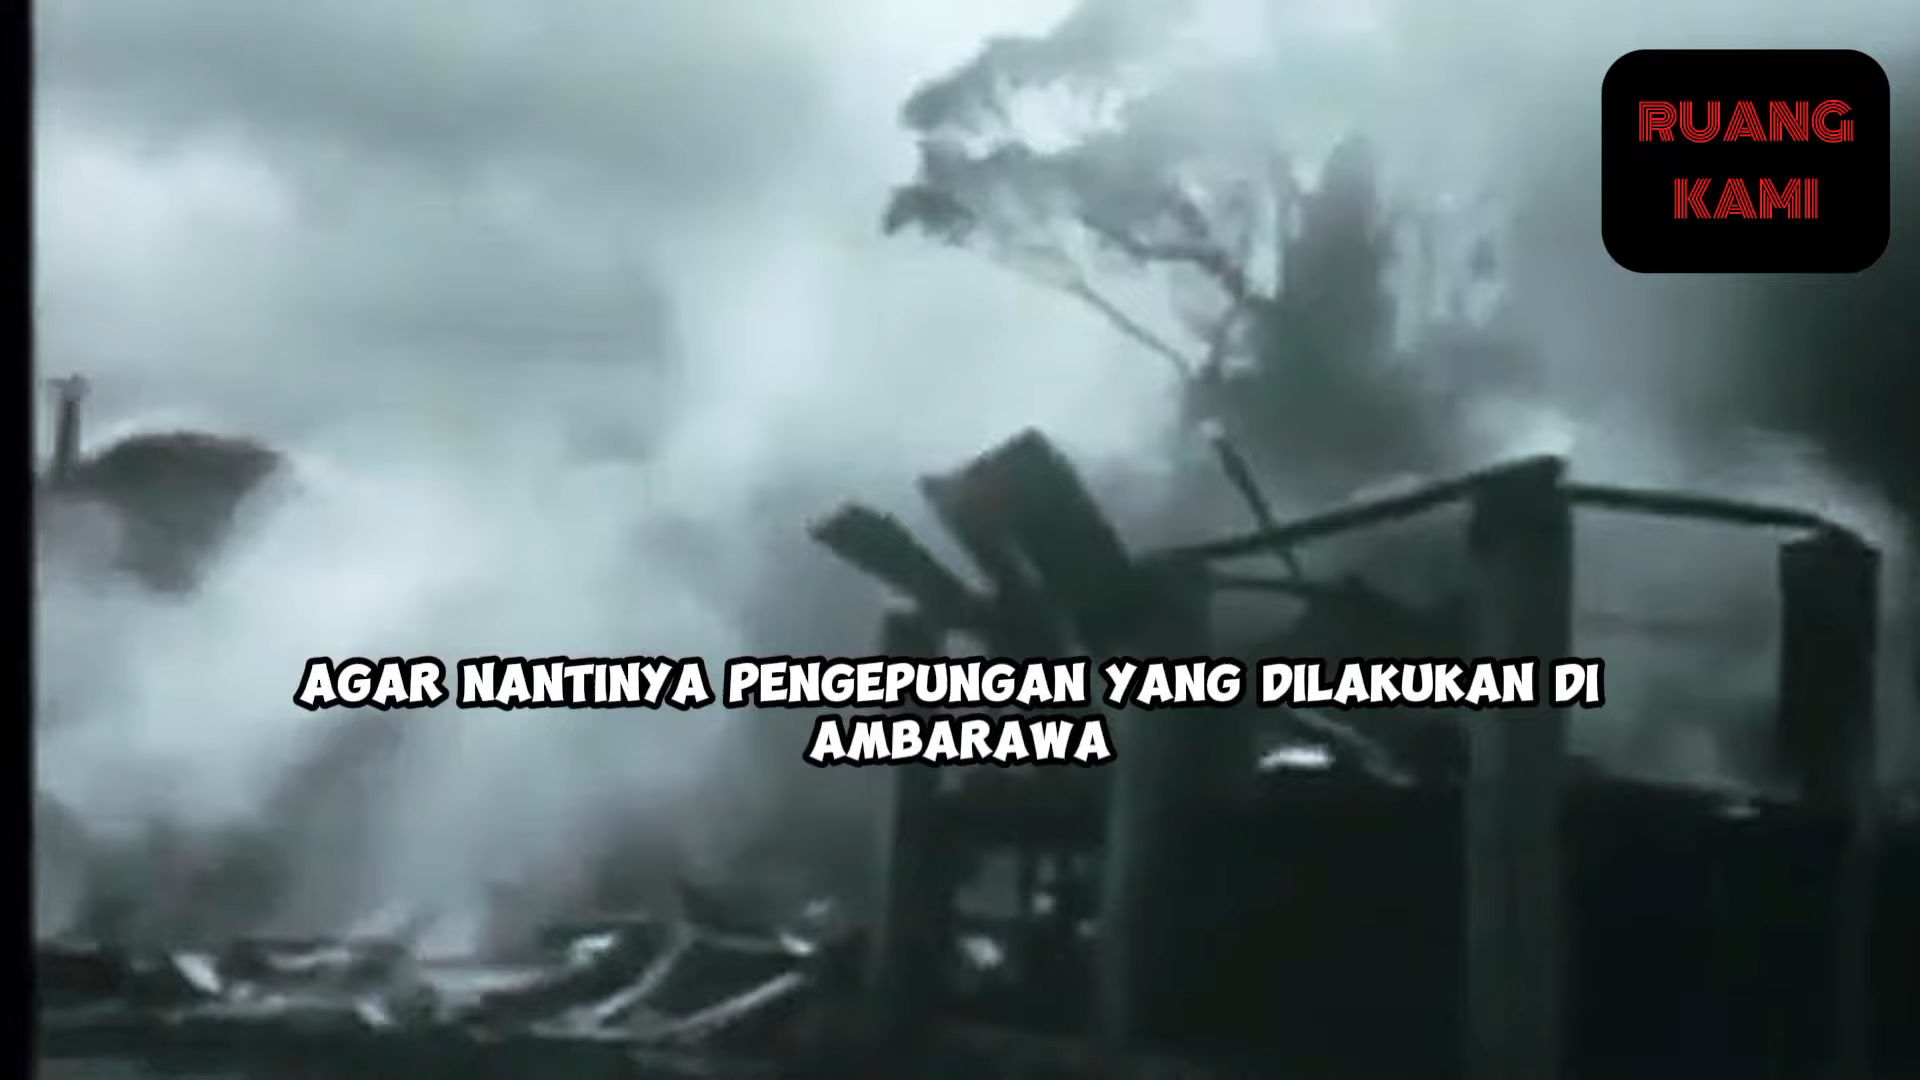 RUANG
KAMI
AGAR NANTINYA PENGEPUNGAN YANG DILAKUKAN DI
AMBARAWA